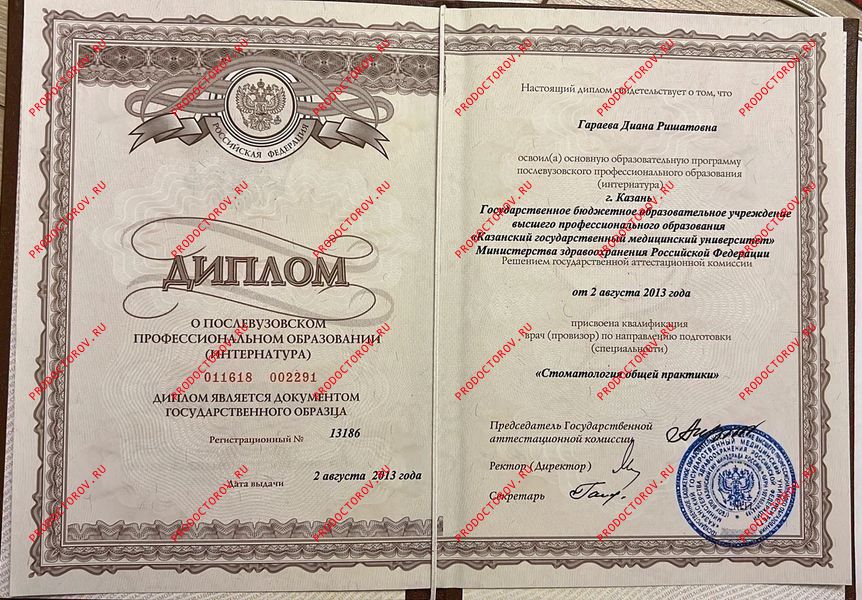 РОССИЙСКАЯ ФЕДЕРАЦИЯ
ДИПЛОМ
О ПОСЛЕВУЗОВСКОМ
ПРОФЕССИОНАЛЬНОМ ОБРАЗОВАНИИ
(ИНТЕРНАТУРА)
011618 002291
ДИПЛОМ ЯВЛЯЕТСЯ ДОКУМЕНТОМ
ГОСУДАРСТВЕННОГО ОБРАЗЦА
Регистрационный № 13186
Дата выдачи 2 августа 2013 года
Настоящий диплом свидетельствует о том, что
Гараева Диана Ришатовна
освоил(а) основную образовательную программу
послевузовского профессионального образования
(интернатура)
г. Казань
Государственное бюджетное образовательное учреждение
высшего профессионального образования
«Казанский государственный медицинский университет»
Министерства здравоохранения Российской Федерации
Решением государственной аттестационной комиссии
от 2 августа 2013 года
присвоена квалификация
врач (провизор) по направлению подготовки
(специальности)
«Стоматология общей практики»
Председатель Государственной
аттестационной комиссии
Ректор (Директор)
Секретарь
PRODOCTOROV.RU